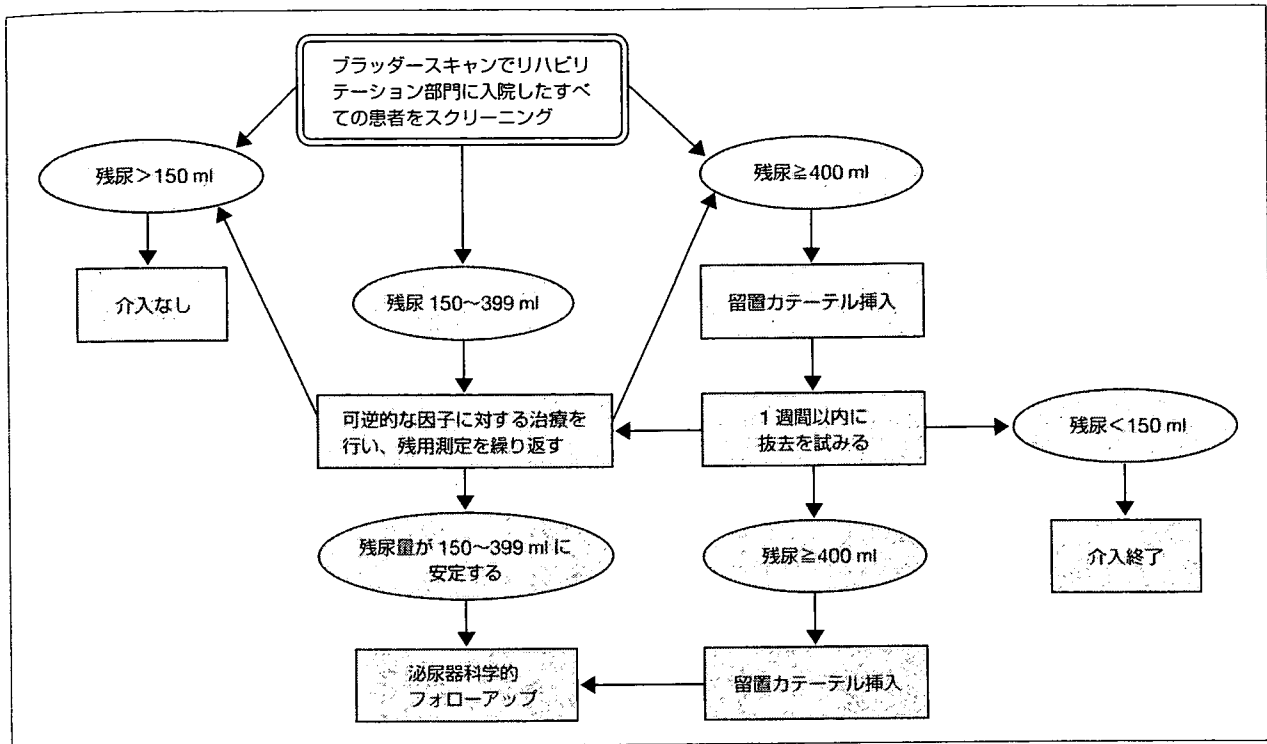 ブラッダースキャンでリハビリ
テーション部門に入院したすべ
ての患者をスクリーニング
残尿>150 ml
残尿≧400 ml
介入なし
残尿 150～399 ml
留置カテーテル挿入
可逆的な因子に対する治療を
行い、残用測定を繰り返す
1 週間以内に
抜去を試みる
残尿<150 ml
残尿量が 150～399 ml に
安定する
残尿≧400 ml
介入終了
泌尿器科学的
フォローアップ
留置カテーテル挿入